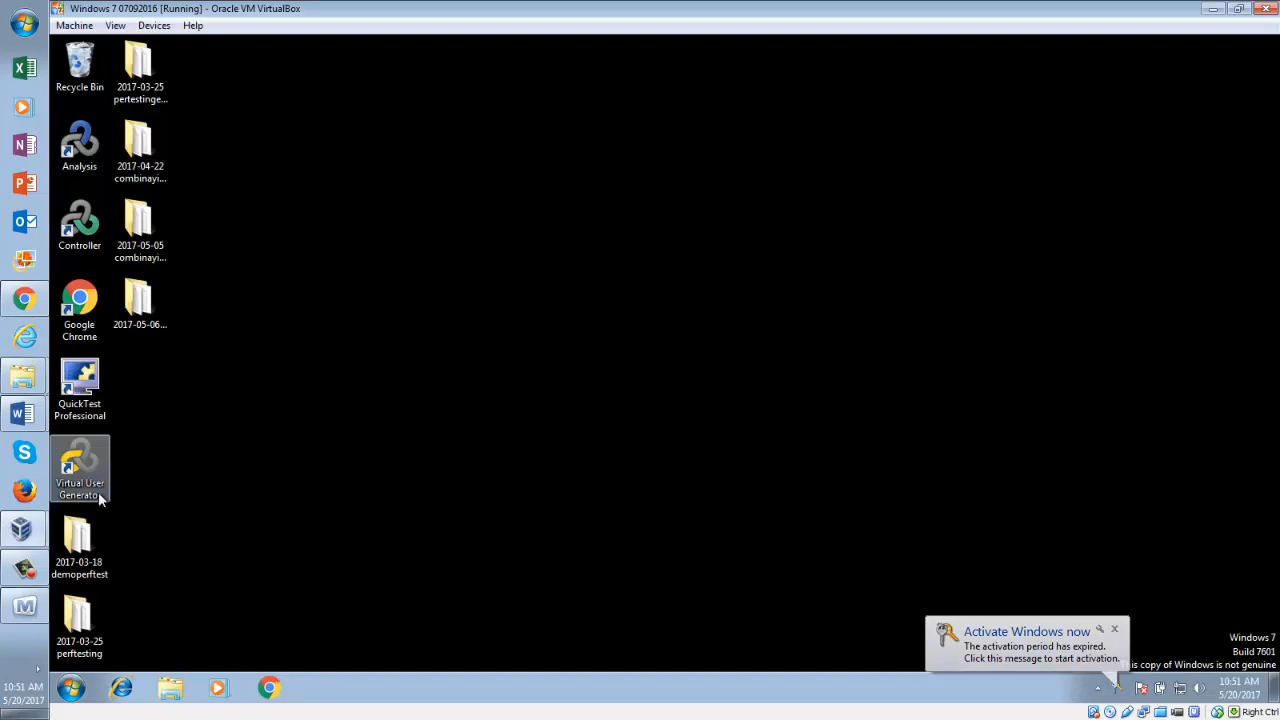 Windows 7 07092016 [Running] - Oracle VM VirtualBox
Machine View Devices Help
Recycle Bin
2017-03-25
pertestinge...
Analysis
2017-04-22
combinayi...
Controller
2017-05-05
combinayi...
Google
Chrome
2017-05-06...
QuickTest
Professional
Virtual User
Generato
2017-03-18
demoperftest
2017-03-25
perftesting
Activate Windows now
The activation period has expired.
Click this message to start activation.
Windows 7
Build 7601
This copy of Windows is not genuine
10:51 AM
5/20/2017
10:51 AM
5/20/2017
Right Ctrl